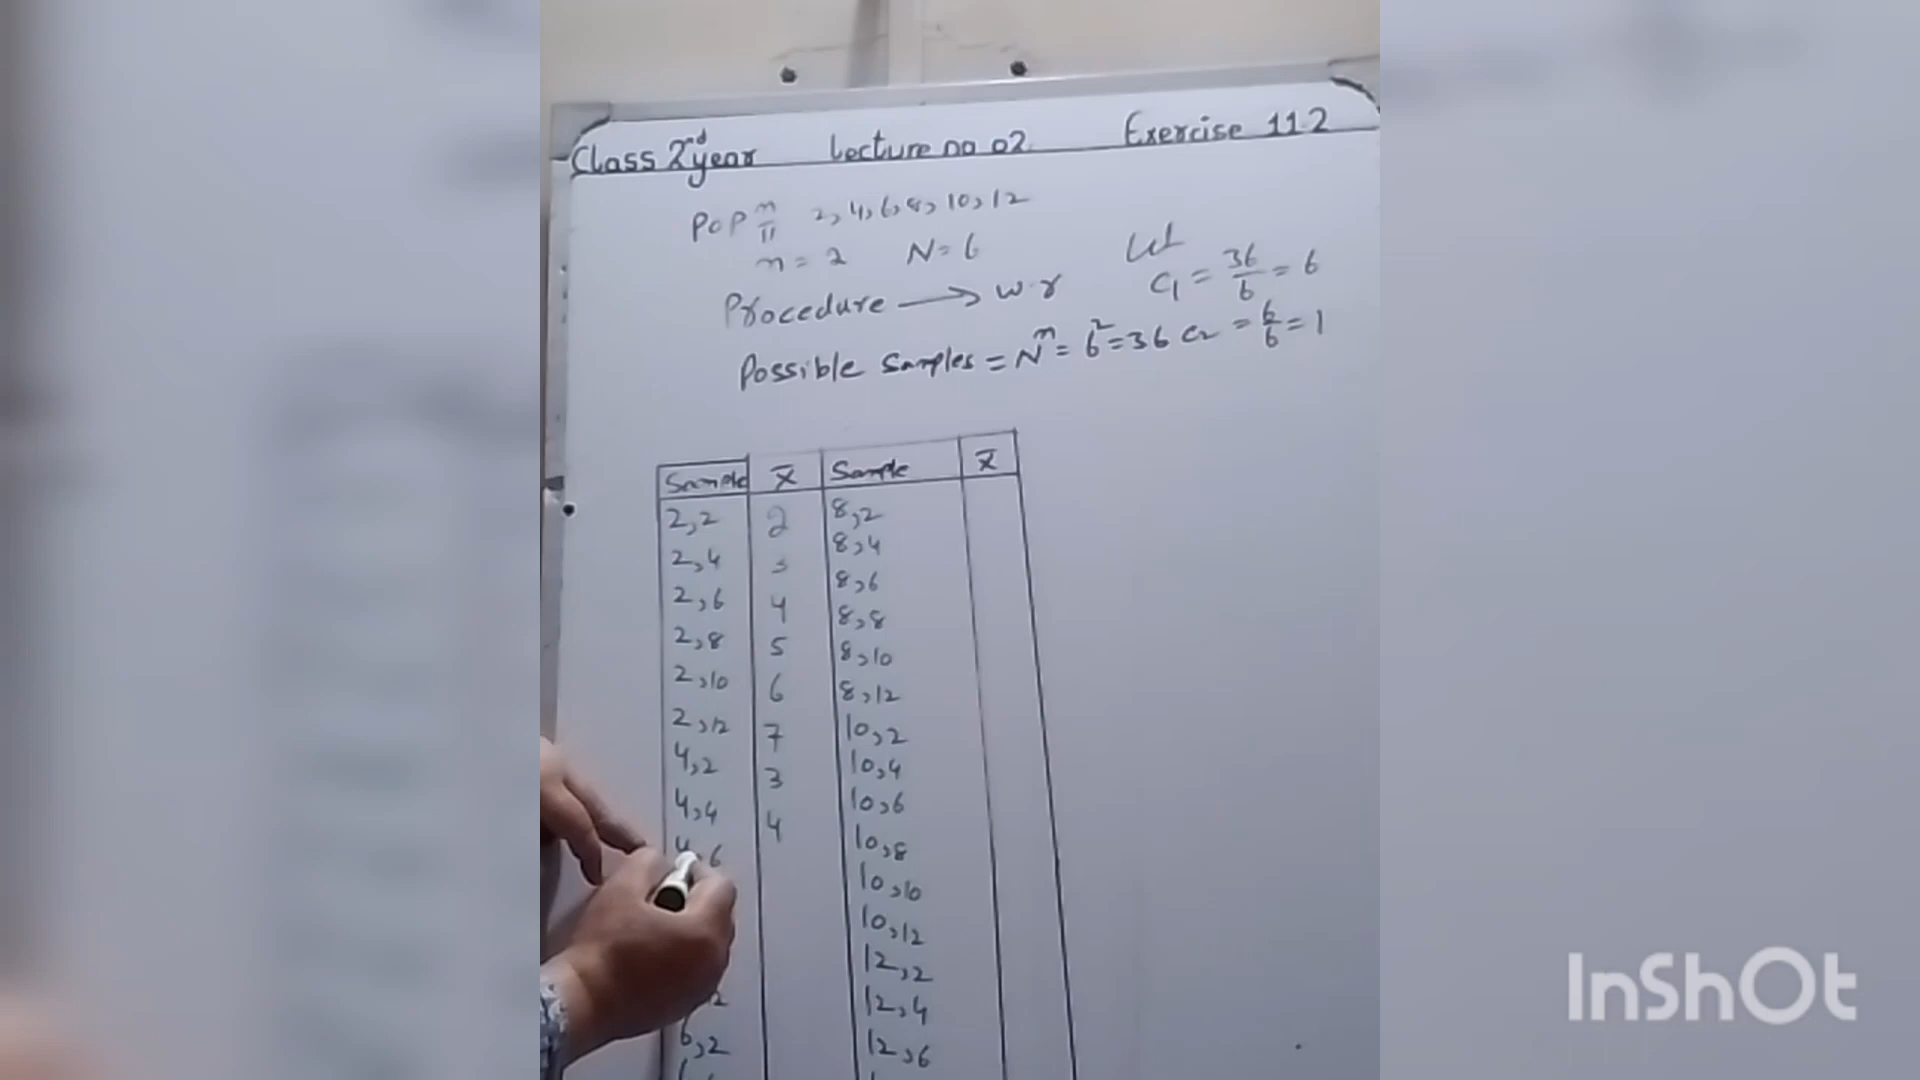 Class 2nd year Lecture no 02 Exercise 11.2
POP n 2, 4, 6, 8, 10, 12
n = 2 N = 6
Let
Procedure → w.r C1 = 36/6 = 6
Possible Samples = N^n = 6^2 = 36 C2 = 6/6 = 1
Sample X̄ Sample X̄
2,2 2 8,2
2,4 3 8,4
2,6 4 8,6
2,8 5 8,8
2,10 6 8,10
2,12 7 8,12
4,2 3 10,2
4,4 4 10,4
4,6 10,6
10,8
10,10
10,12
12,2
12,4
6,2 12,6
InShOt